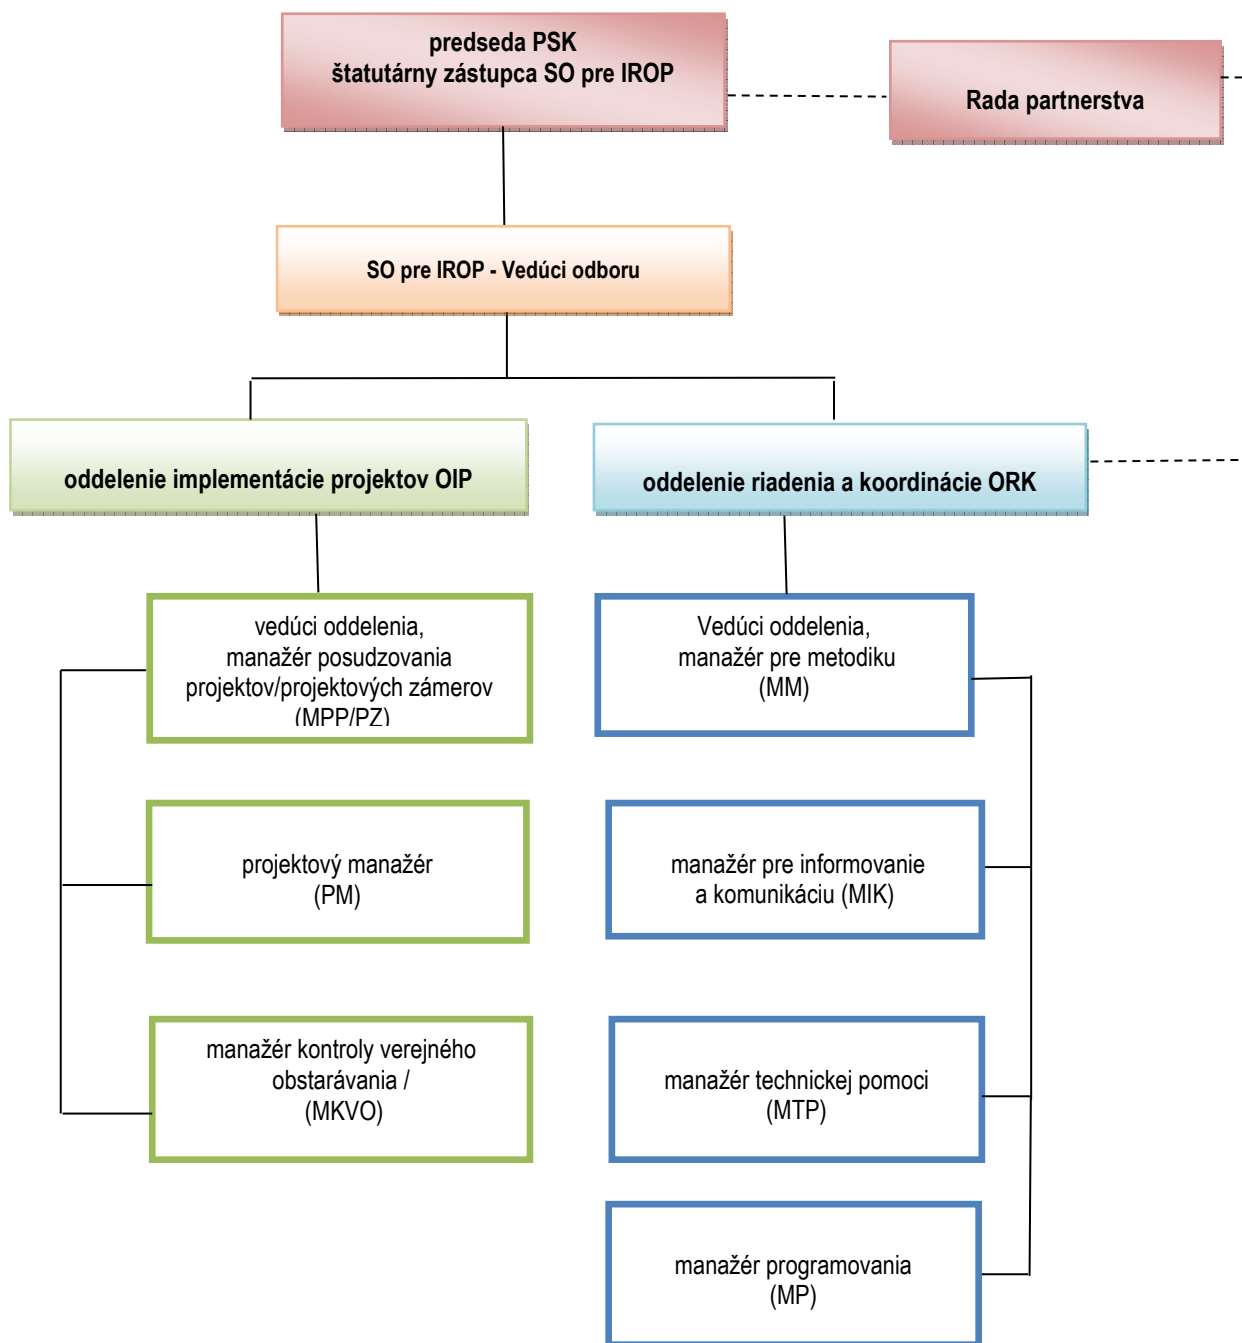 predseda PSK
štatutárny zástupca SO pre IROP
Rada partnerstva
SO pre IROP - Vedúci odboru
oddelenie implementácie projektov OIP
oddelenie riadenia a koordinácie ORK
vedúci oddelenia,
manažér posudzovania
projektov/projektových zámerov
(MPP/PZ)
Vedúci oddelenia,
manažér pre metodiku
(MM)
projektový manažér
(PM)
manažér pre informovanie
a komunikáciu (MIK)
manažér kontroly verejného
obstarávania /
(MKVO)
manažér technickej pomoci
(MTP)
manažér programovania
(MP)